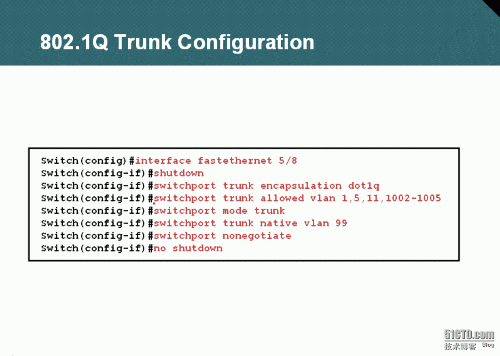 802.1Q Trunk Configuration
Switch(config)#interface fastethernet 5/8
Switch(config-if)#shutdown
Switch(config-if)#switchport trunk encapsulation dot1q
Switch(config-if)#switchport trunk allowed vlan 1,5,11,1002-1005
Switch(config-if)#switchport mode trunk
Switch(config-if)#switchport trunk native vlan 99
Switch(config-if)#switchport nonegotiate
Switch(config-if)#no shutdown
51CTO.com
技术博客 Blog